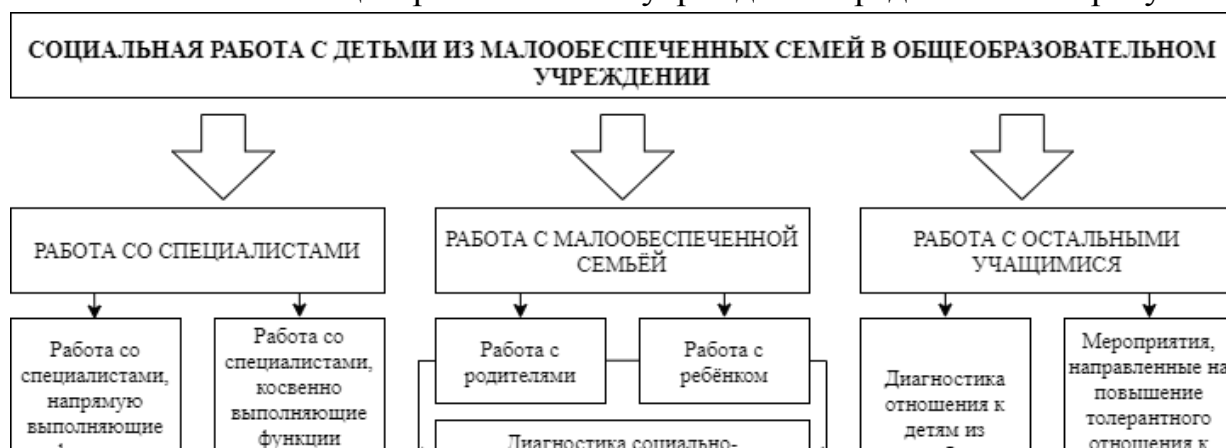 СОЦИАЛЬНАЯ РАБОТА С ДЕТЬМИ ИЗ МАЛООБЕСПЕЧЕННЫХ СЕМЕЙ В ОБЩЕОБРАЗОВАТЕЛЬНОМ
УЧРЕЖДЕНИИ
РАБОТА СО СПЕЦИАЛИСТАМИ
РАБОТА С МАЛООБЕСПЕЧЕННОЙ
СЕМЬЁЙ
РАБОТА С ОСТАЛЬНЫМИ
УЧАЩИМИСЯ
Работа со
специалистами,
напрямую
выполняющие
Работа со
специалистами,
косвенно
выполняющие
функции
Работа с
родителями
Работа с
ребёнком
Диагностика социально-
Диагностика
отношения к
детям из
Мероприятия,
направленные на
повышение
толерантного
отношения к